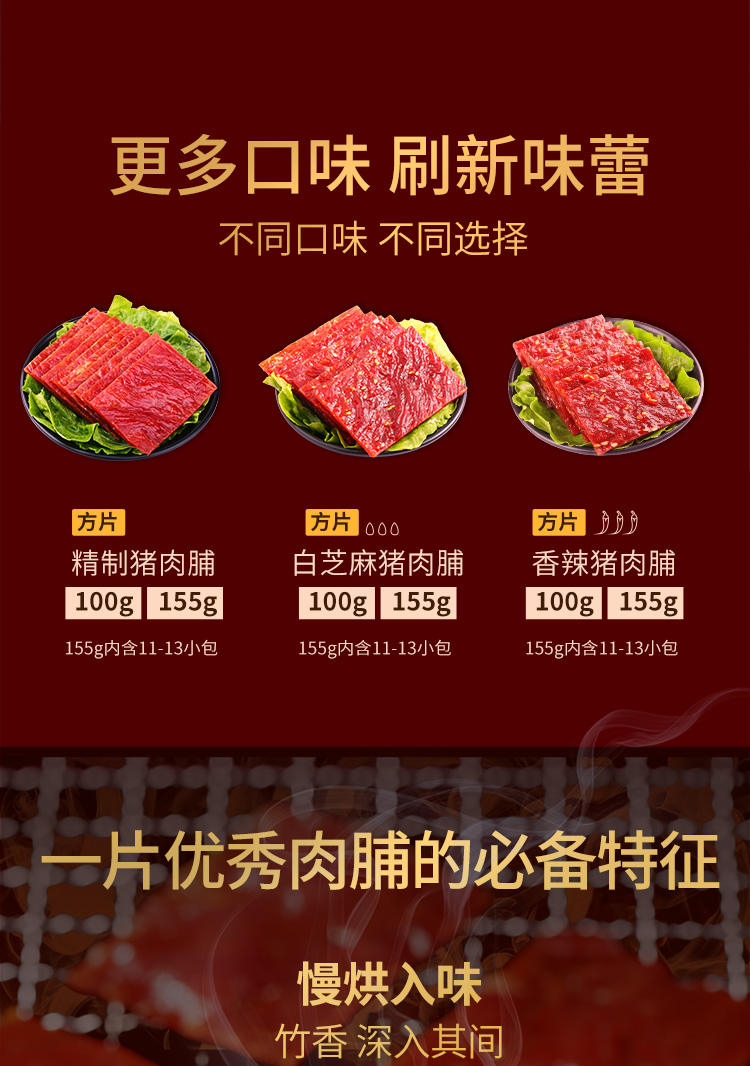 更多口味 刷新味蕾
不同口味 不同选择
方片 方片 方片
精制猪肉脯 白芝麻猪肉脯 香辣猪肉脯
100g 155g 100g 155g 100g 155g
155g内含11-13小包 155g内含11-13小包 155g内含11-13小包
一片优秀肉脯的必备特征
慢烘入味
竹香 深入其间